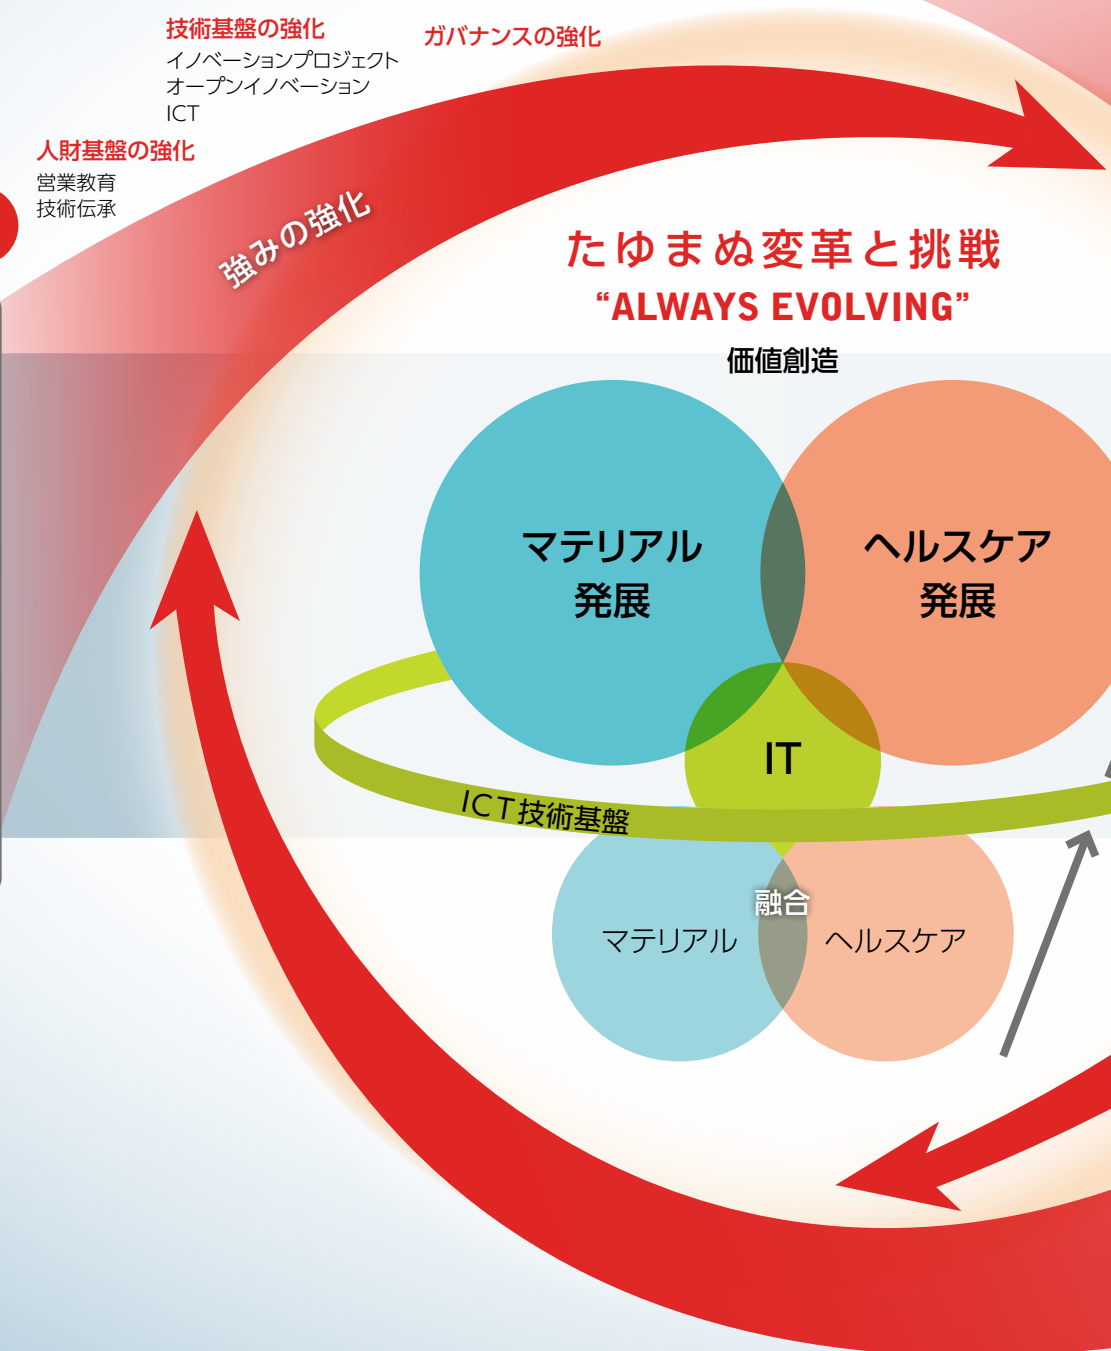 技術基盤の強化
イノベーションプロジェクト
オープンイノベーション
ICT
ガバナンスの強化
人財基盤の強化
営業教育
技術伝承
強みの強化
たゆまぬ変革と挑戦
“ALWAYS EVOLVING”
価値創造
マテリアル
発展
ヘルスケア
発展
IT
ICT技術基盤
融合
マテリアル
ヘルスケア